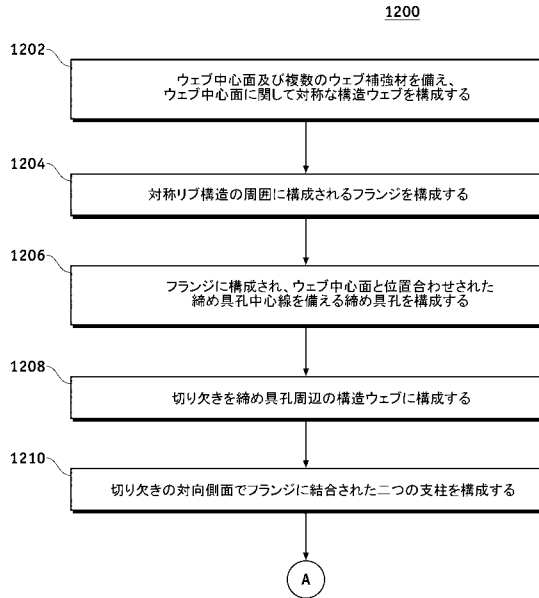 1200
1202
ウェブ中心面及び複数のウェブ補強材を備え、
ウェブ中心面に関して対称な構造ウェブを構成する
1204
対称リブ構造の周囲に構成されるフランジを構成する
1206
フランジに構成され、ウェブ中心面と位置合わせされた
締め具孔中心線を備える締め具孔を構成する
1208
切り欠きを締め具孔周辺の構造ウェブに構成する
1210
切り欠きの対向側面でフランジに結合された二つの支柱を構成する
A